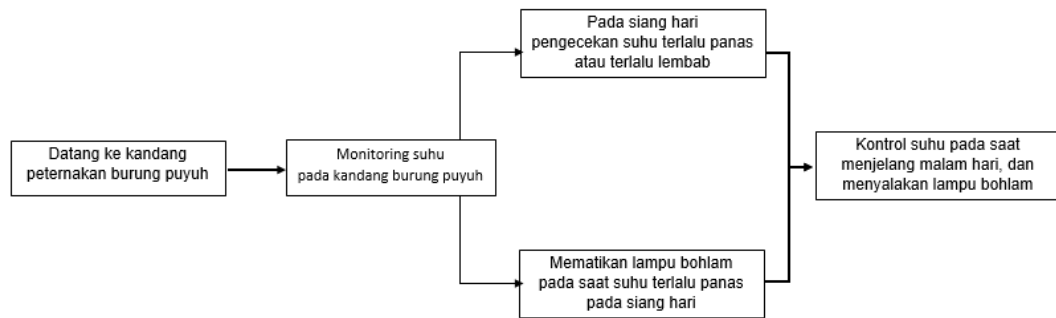 Datang ke kandang
peternakan burung puyuh
Monitoring suhu
pada kandang burung puyuh
Pada siang hari
pengecekan suhu terlalu panas
atau terlalu lembab
Mematikan lampu bohlam
pada saat suhu terlalu panas
pada siang hari
Kontrol suhu pada saat
menjelang malam hari, dan
menyalakan lampu bohlam